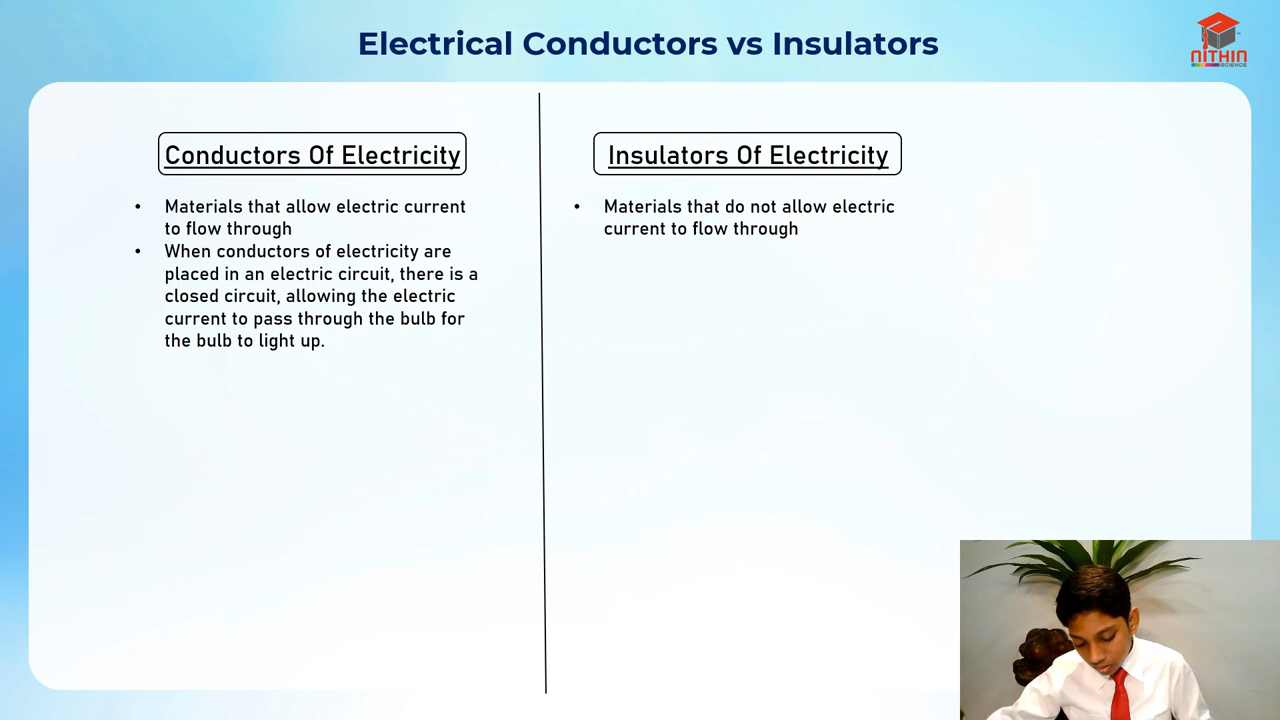 Electrical Conductors vs Insulators
NITHIN
SCIENCE
Conductors Of Electricity
• Materials that allow electric current
to flow through
• When conductors of electricity are
placed in an electric circuit, there is a
closed circuit, allowing the electric
current to pass through the bulb for
the bulb to light up.
Insulators Of Electricity
• Materials that do not allow electric
current to flow through